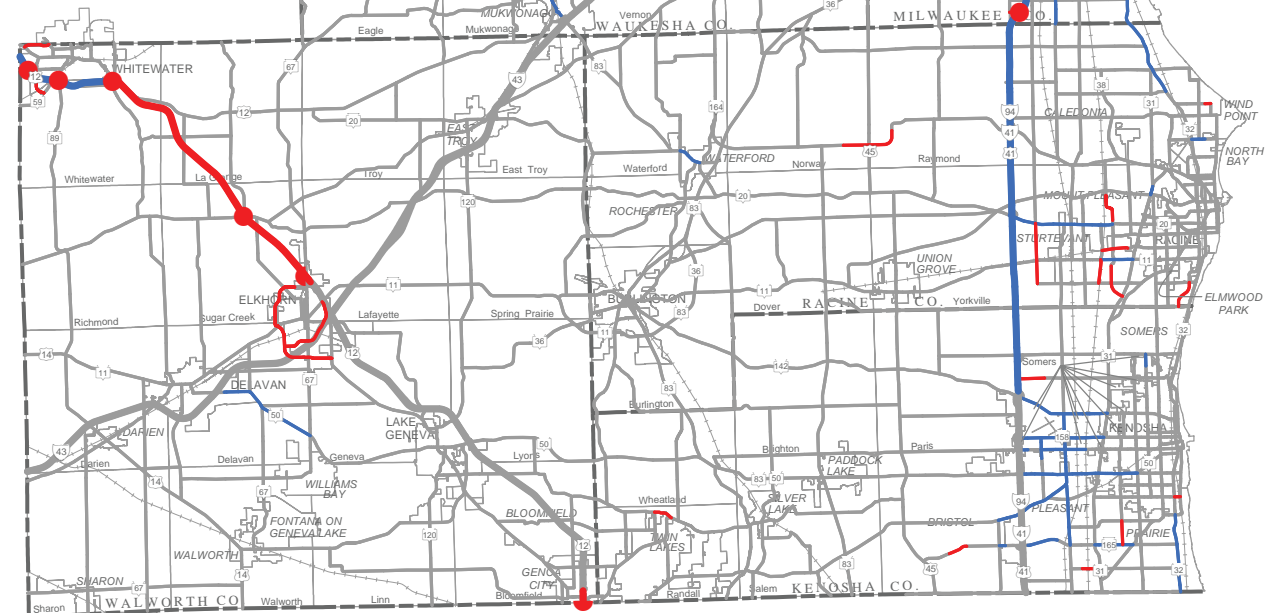 MUKWONAGO
Vernon
36
MILWAUKEE CO.
WAUKESHA CO.
Eagle
Mukwonago
67
43
83
12
WHITEWATER
59
38
94
31
WIND
POINT
12
164
CALEDONIA
20
41
32
89
EAST
TROY
45
41
NORTH
BAY
WATERFORD
Norway
Raymond
Whitewater
La Grange
Troy
East Troy
Waterford
120
20
MOUNT PLEASANT
ROCHESTER
83
20
STURTEVANT
RACINE
UNION
GROVE
11
36
11
11
ELKHORN
BURLINGTON
RACINE CO.
Yorkville
ELMWOOD
PARK
Dover
83
Richmond
Sugar Creek
Lafayette
Spring Prairie
11
SOMERS
32
36
14
12
Somers
31
142
11
67
DELAVAN
83
Burlington
50
LAKE
GENEVA
DARIEN
KENOSHA
158
43
Darien
Delavan
Geneva
50
Lyons
Brighton
Paris
PADDOCK
LAKE
50
14
83
50
67
WILLIAMS
BAY
SILVER
LAKE
Wheatland
94
PLEASANT
BLOOMFIELD
FONTANA ON
GENEVA LAKE
BRISTOL
120
41
PRAIRIE
TWIN
LAKES
12
165
WALWORTH
83
45
14
GENOA
CITY
41
31
32
SHARON
67
Salem
KENOSHA CO.
Bloomfield
Randall
Sharon
WALWORTH CO.
Walworth
Linn